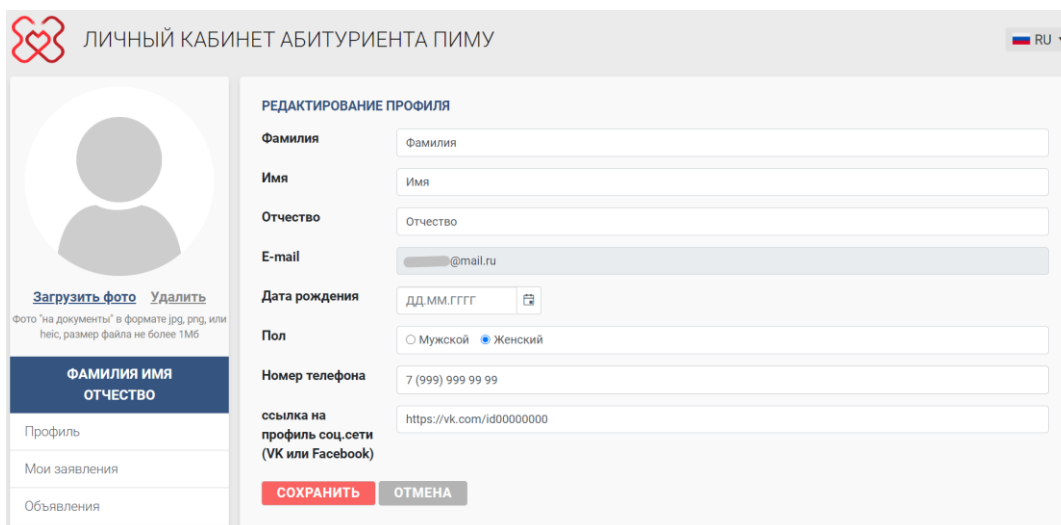 ЛИЧНЫЙ КАБИНЕТ АБИТУРИЕНТА ПИМУ
RU
Загрузить фото Удалить
Фото "на документы" в формате jpg, png, или
heic, размер файла не более 1Мб
ФАМИЛИЯ ИМЯ
ОТЧЕСТВО
Профиль
Мои заявления
Объявления
РЕДАКТИРОВАНИЕ ПРОФИЛЯ
Фамилия Фамилия
Имя Имя
Отчество Отчество
E-mail @mail.ru
Дата рождения ДД.ММ.ГГГГ
Пол Мужской Женский
Номер телефона 7 (999) 999 99 99
ссылка на https://vk.com/id00000000
профиль соц.сети
(VK или Facebook)
СОХРАНИТЬ ОТМЕНА